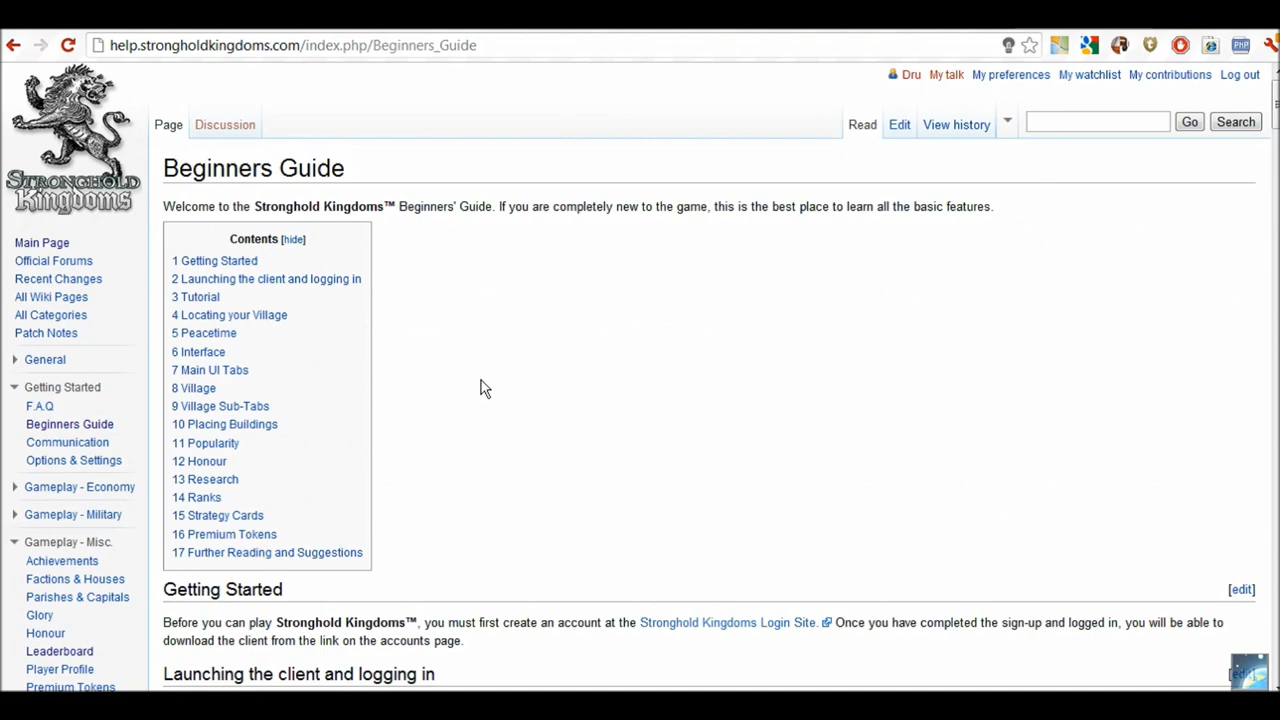 help.strongholdkingdoms.com/index.php/Beginners_Guide
PHP
Dru My talk My preferences My watchlist My contributions Log out
Page Discussion Read Edit View history Go Search
STRONGHOLD
Kingdoms
Beginners Guide
Welcome to the Stronghold Kingdoms™ Beginners' Guide. If you are completely new to the game, this is the best place to learn all the basic features.
Contents [hide]
1 Getting Started
2 Launching the client and logging in
3 Tutorial
4 Locating your Village
5 Peacetime
6 Interface
7 Main UI Tabs
8 Village
9 Village Sub-Tabs
10 Placing Buildings
11 Popularity
12 Honour
13 Research
14 Ranks
15 Strategy Cards
16 Premium Tokens
17 Further Reading and Suggestions
Main Page
Official Forums
Recent Changes
All Wiki Pages
All Categories
Patch Notes
General
Getting Started
F.A.Q
Beginners Guide
Communication
Options & Settings
Gameplay - Economy
Gameplay - Military
Gameplay - Misc.
Achievements
Factions & Houses
Parishes & Capitals
Glory
Honour
Leaderboard
Player Profile
Premium Tokens
Getting Started [edit]
Before you can play Stronghold Kingdoms™, you must first create an account at the Stronghold Kingdoms Login Site. Once you have completed the sign-up and logged in, you will be able to
download the client from the link on the accounts page.
Launching the client and logging in [edit]